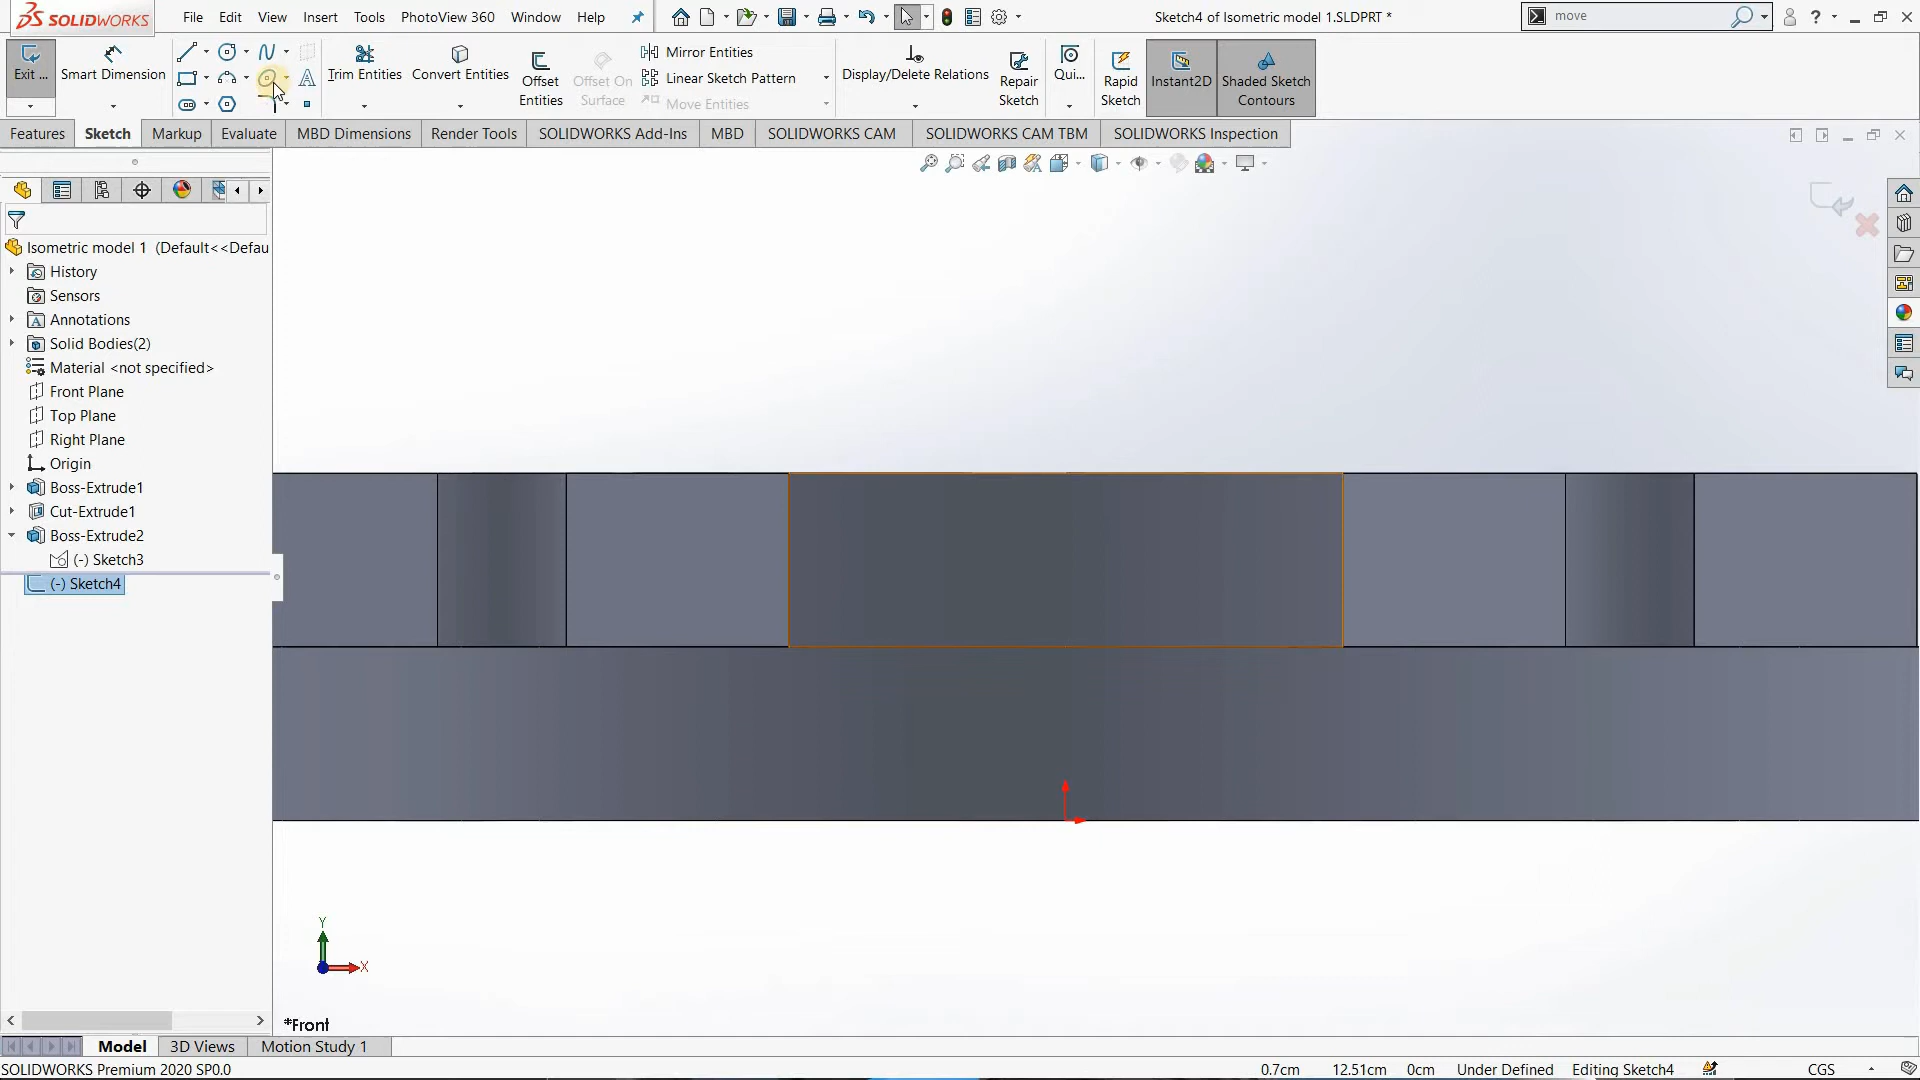 SOLIDWORKS File Edit View Insert Tools PhotoView 360 Window Help Sketch4 of Isometric model 1.SLDPRT * move ?
Exit ... Smart Dimension Trim Entities Convert Entities Offset Entities Offset On Surface Mirror Entities Display/Delete Relations Repair Sketch Qui... Rapid Sketch Instant2D Shaded Sketch Contours
Linear Sketch Pattern
Move Entities
Features Sketch Markup Evaluate MBD Dimensions Render Tools SOLIDWORKS Add-Ins MBD SOLIDWORKS CAM SOLIDWORKS CAM TBM SOLIDWORKS Inspection
Isometric model 1 (Default<<Defau
History
Sensors
Annotations
Solid Bodies(2)
Material <not specified>
Front Plane
Top Plane
Right Plane
Origin
Boss-Extrude1
Cut-Extrude1
Boss-Extrude2
(-) Sketch3
(-) Sketch4
Y
X
*Front
Model 3D Views Motion Study 1
SOLIDWORKS Premium 2020 SP0.0 0.7cm 12.51cm 0cm Under Defined Editing Sketch4 CGS